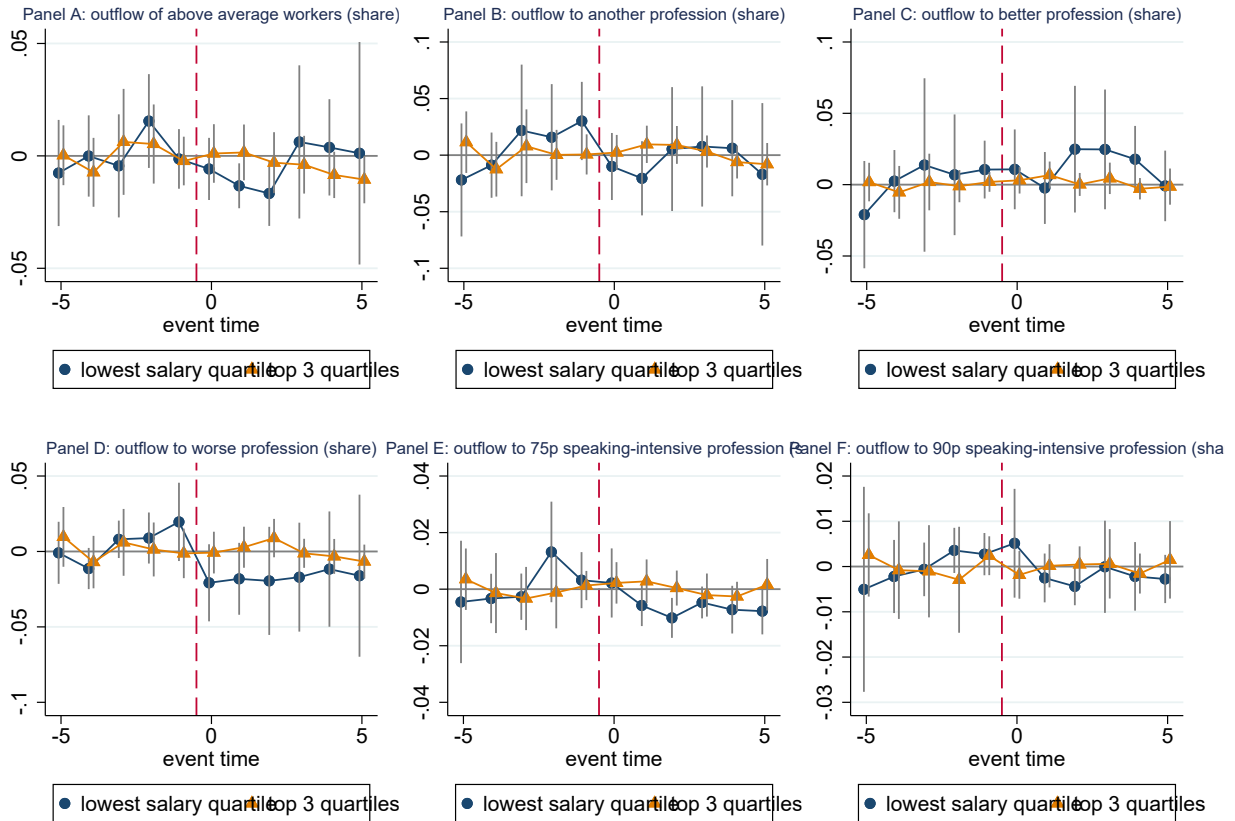 Panel A: outflow of above average workers (share)
.05
0
-.05
-5
0
5
event time
lowest salary quartile
top 3 quartiles
Panel B: outflow to another profession (share)
.1
.05
0
-.05
-.1
-5
0
5
event time
lowest salary quartile
top 3 quartiles
Panel C: outflow to better profession (share)
.1
.05
0
-.05
-5
0
5
event time
lowest salary quartile
top 3 quartiles
Panel D: outflow to worse profession (share)
.05
0
-.05
-.1
-5
0
5
event time
lowest salary quartile
top 3 quartiles
Panel E: outflow to 75p speaking-intensive profession
.04
.02
0
-.02
-.04
-5
0
5
event time
lowest salary quartile
top 3 quartiles
Panel F: outflow to 90p speaking-intensive profession (sha
.02
.01
0
-.01
-.02
-.03
-5
0
5
event time
lowest salary quartile
top 3 quartiles